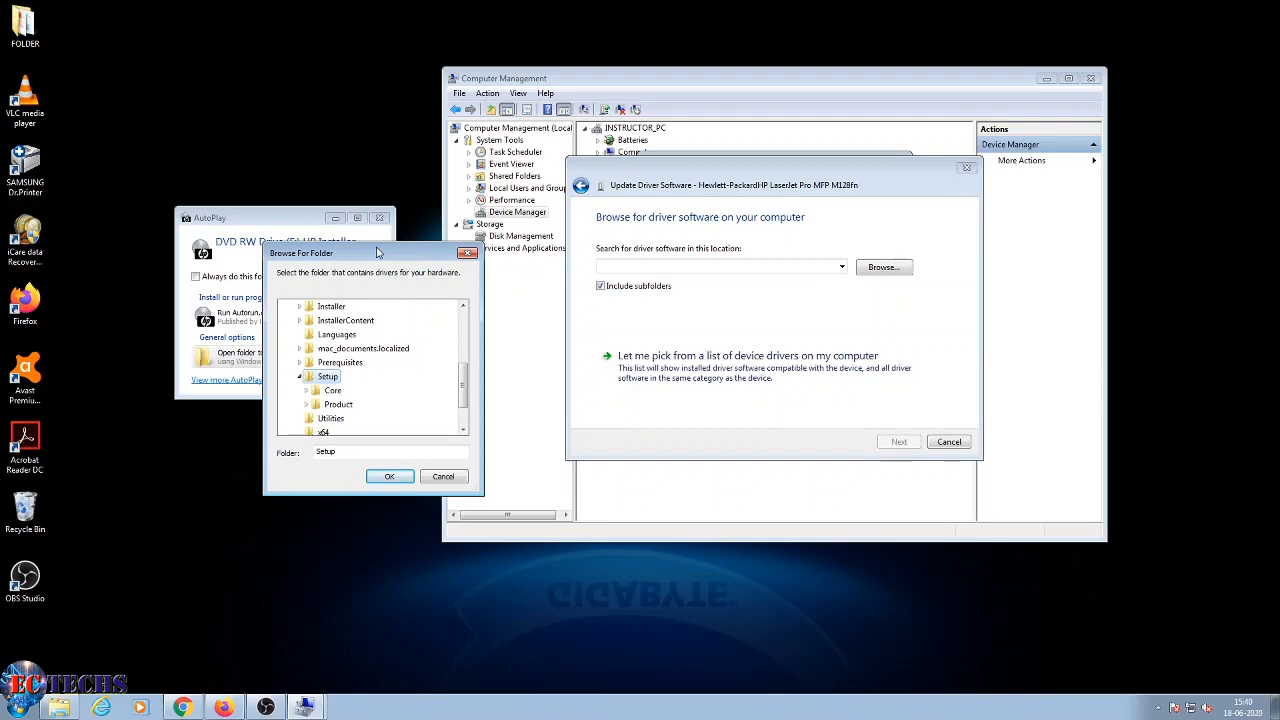 FOLDER
VLC media
player
SAMSUNG
Dr.Printer
iCare data
Recover...
Firefox
Avast
Premiu...
Acrobat
Reader DC
Recycle Bin
OBS Studio
EC TECHS
AutoPlay
DVD RW Drive (F:) HP Installer
Always do this fo
Install or run prog
Run Autorun.e
Published by
General options
Open folder to
using Window
View more AutoPlay
Browse For Folder
Select the folder that contains drivers for your hardware.
Installer
InstallerContent
Languages
mac_documents.localized
Prerequisites
Setup
Core
Product
Utilities
x64
Folder: Setup
OK Cancel
Computer Management
File Action View Help
Computer Management (Local
System Tools
Task Scheduler
Event Viewer
Shared Folders
Local Users and Group
Performance
Device Manager
Storage
Disk Management
Services and Applications
INSTRUCTOR_PC
Batteries
Actions
Device Manager
More Actions
Update Driver Software - Hewlett-PackardHP LaserJet Pro MFP M128fn
Browse for driver software on your computer
Search for driver software in this location:
Browse...
Include subfolders
Let me pick from a list of device drivers on my computer
This list will show installed driver software compatible with the device, and all driver
software in the same category as the device.
Next Cancel
GIGABYTE
15:40
18-06-2020